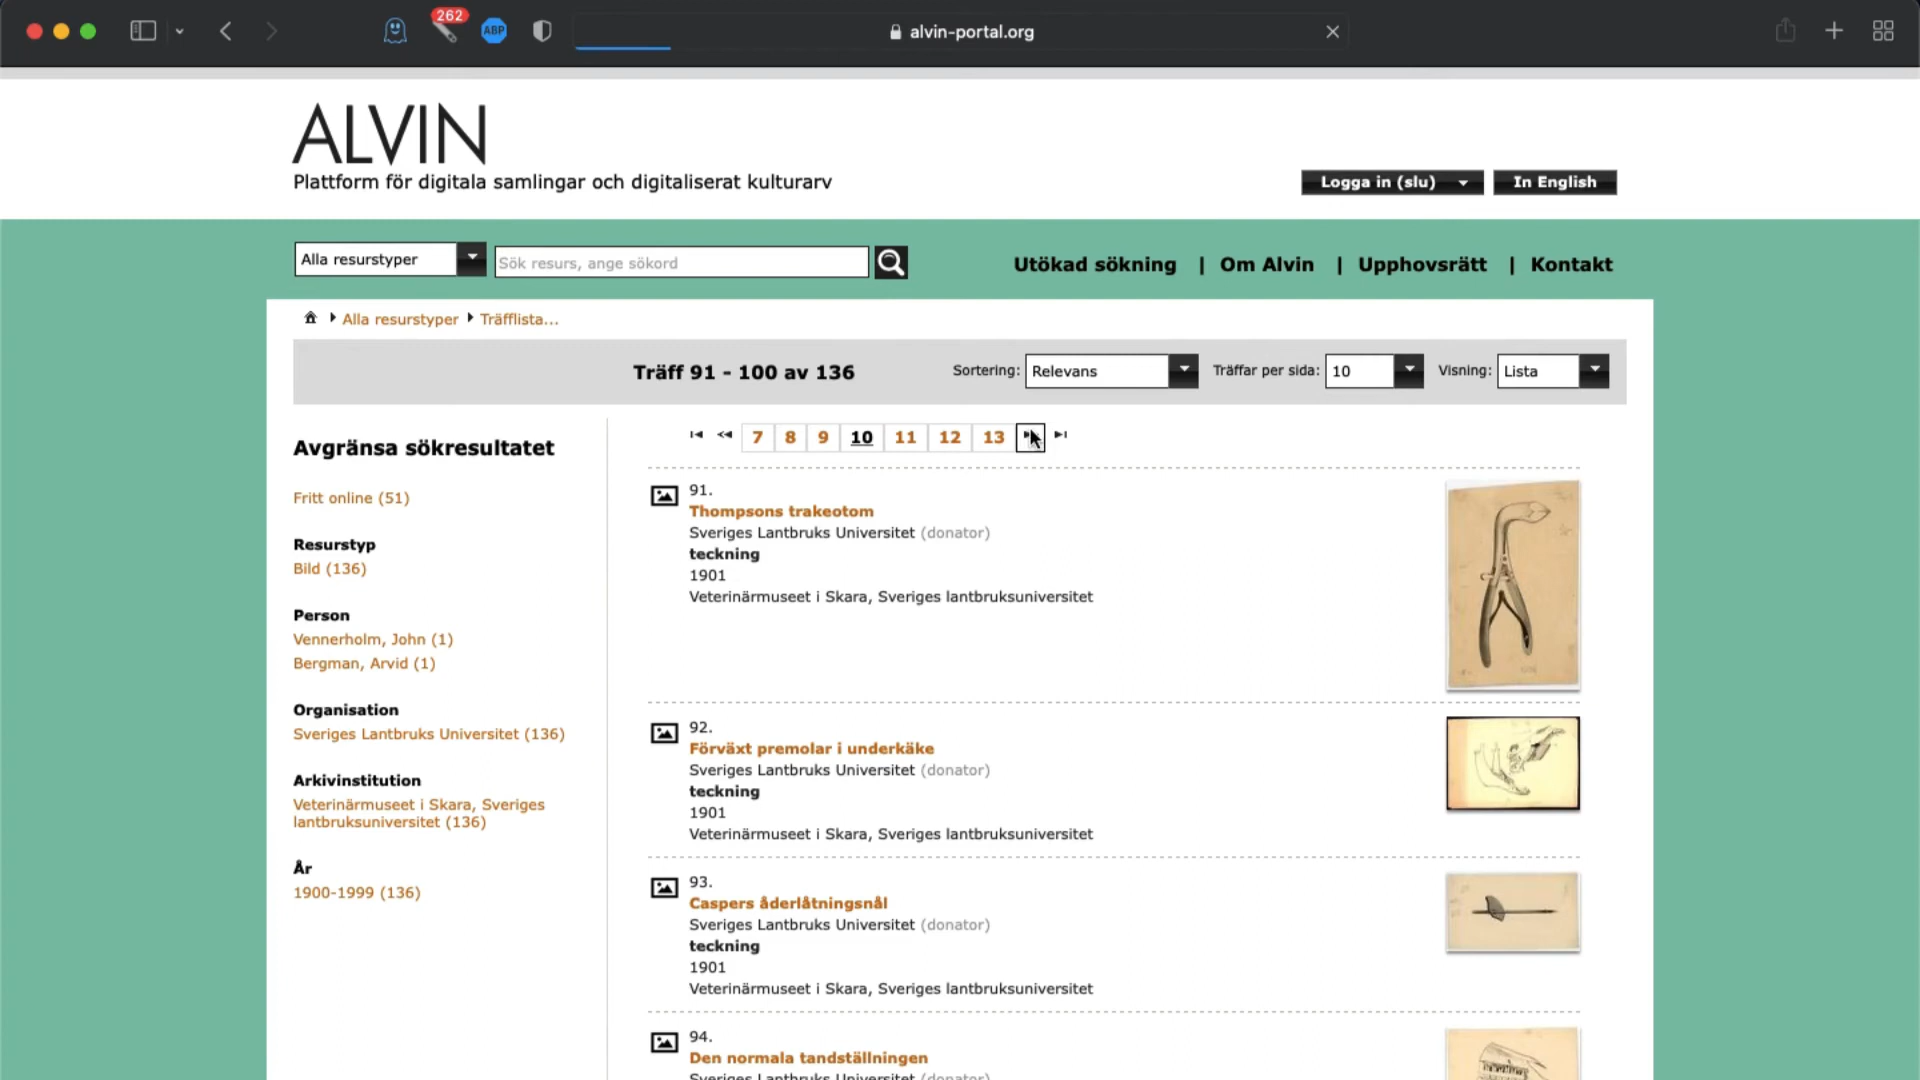 262
ABP
alvin-portal.org
ALVIN
Plattform för digitala samlingar och digitaliserat kulturarv
Logga in (slu)
In English
Alla resurstyper
Sök resurs, ange sökord
Utökad sökning | Om Alvin | Upphovsrätt | Kontakt
Alla resurstyper
Träfflista...
Träff 91 - 100 av 136
Sortering: Relevans
Träffar per sida: 10
Visning: Lista
Avgränsa sökresultatet
Fritt online (51)
Resurstyp
Bild (136)
Person
Vennerholm, John (1)
Bergman, Arvid (1)
Organisation
Sveriges Lantbruks Universitet (136)
Arkivinstitution
Veterinärmuseet i Skara, Sveriges
lantbruksuniversitet (136)
År
1900-1999 (136)
7 8 9 10 11 12 13
91.
Thompsons trakeotom
Sveriges Lantbruks Universitet (donator)
teckning
1901
Veterinärmuseet i Skara, Sveriges lantbruksuniversitet
92.
Förväxt premolar i underkäke
Sveriges Lantbruks Universitet (donator)
teckning
1901
Veterinärmuseet i Skara, Sveriges lantbruksuniversitet
93.
Caspers åderlåtningsnål
Sveriges Lantbruks Universitet (donator)
teckning
1901
Veterinärmuseet i Skara, Sveriges lantbruksuniversitet
94.
Den normala tandställningen
Sveriges Lantbruks Universitet (donator)